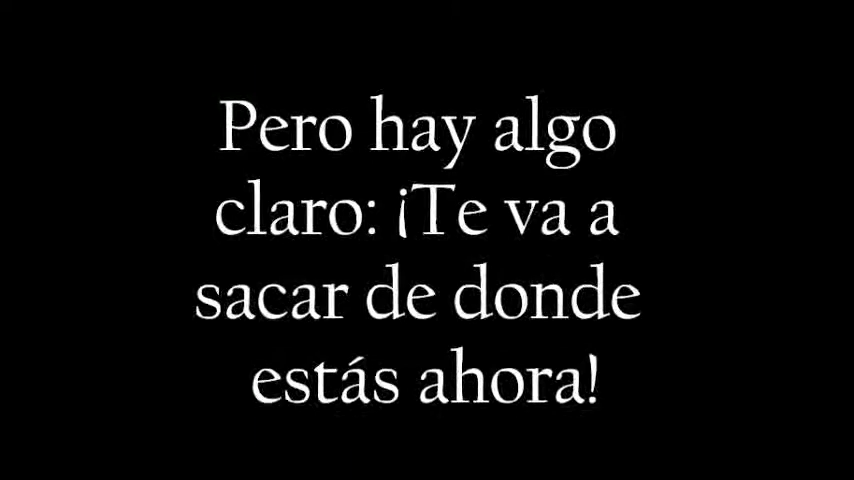 Pero hay algo
claro: ¡Te va a
sacar de donde
estás ahora!